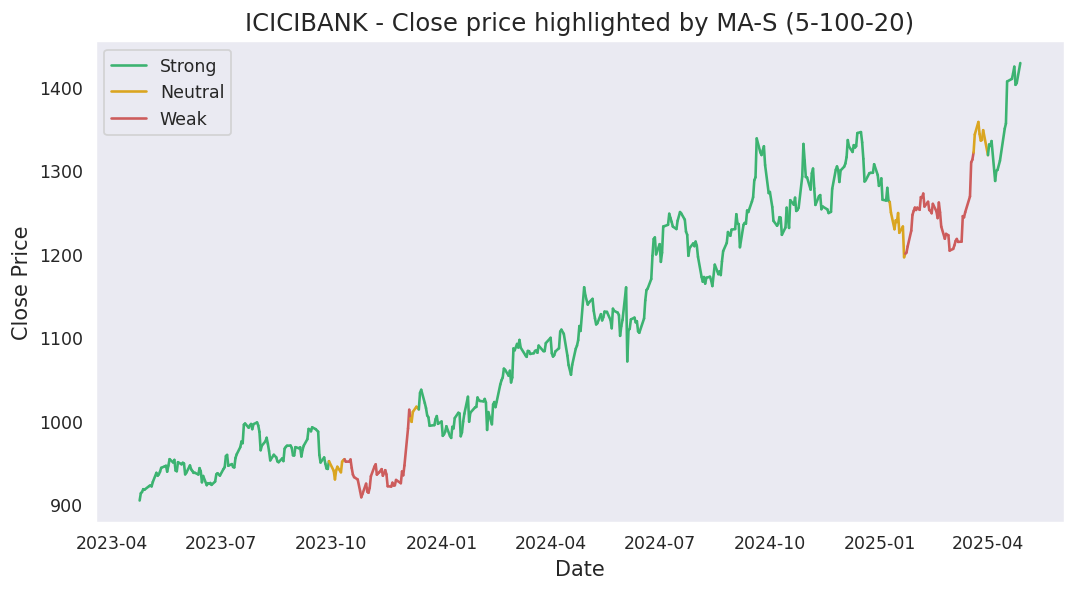 ICICIBANK - Close price highlighted by MA-S (5-100-20)
Strong
Neutral
Weak
1400
1300
1200
1100
1000
900
Close Price
2023-04 2023-07 2023-10 2024-01 2024-04 2024-07 2024-10 2025-01 2025-04
Date